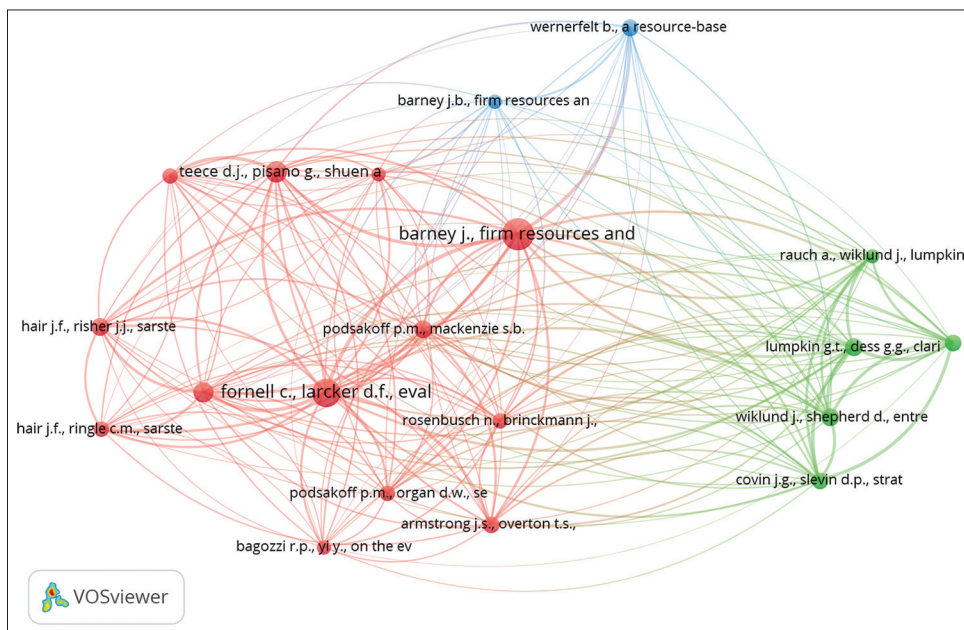 wernerfelt b., a resource-base
barney j.b., firm resources an
teece d.j., pisano g., shuen a
barney j., firm resources and
rauch a., wiklund j., lumpkin
hair j.f., risher j.j., sarste
podsakoff p.m., mackenzie s.b.
lumpkin g.t., dess g.g., clari
fornell c., larcker d.f., eval
rosenbusch n., brinckmann j.,
wiklund j., shepherd d., entre
hair j.f., ringle c.m., sarste
covin j.g., slevin d.p., strat
podsakoff p.m., organ d.w., se
armstrong j.s., overton t.s.,
bagozzi r.p., yi y., on the ev
VOSviewer